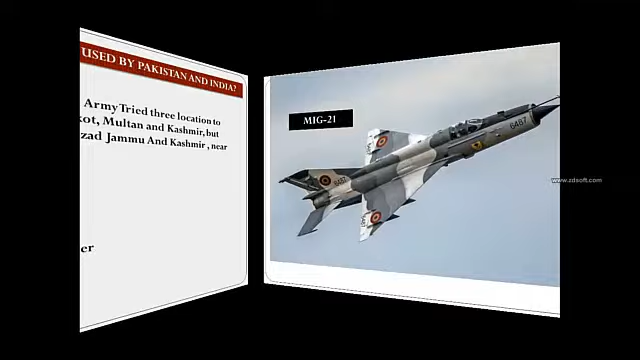 USED BY PAKISTAN AND INDIA?
Army Tried three location to
kot, Multan and Kashmir, but
zad Jammu And Kashmir , near
er
MIG-21
6487
6487
www.zdsoft.com